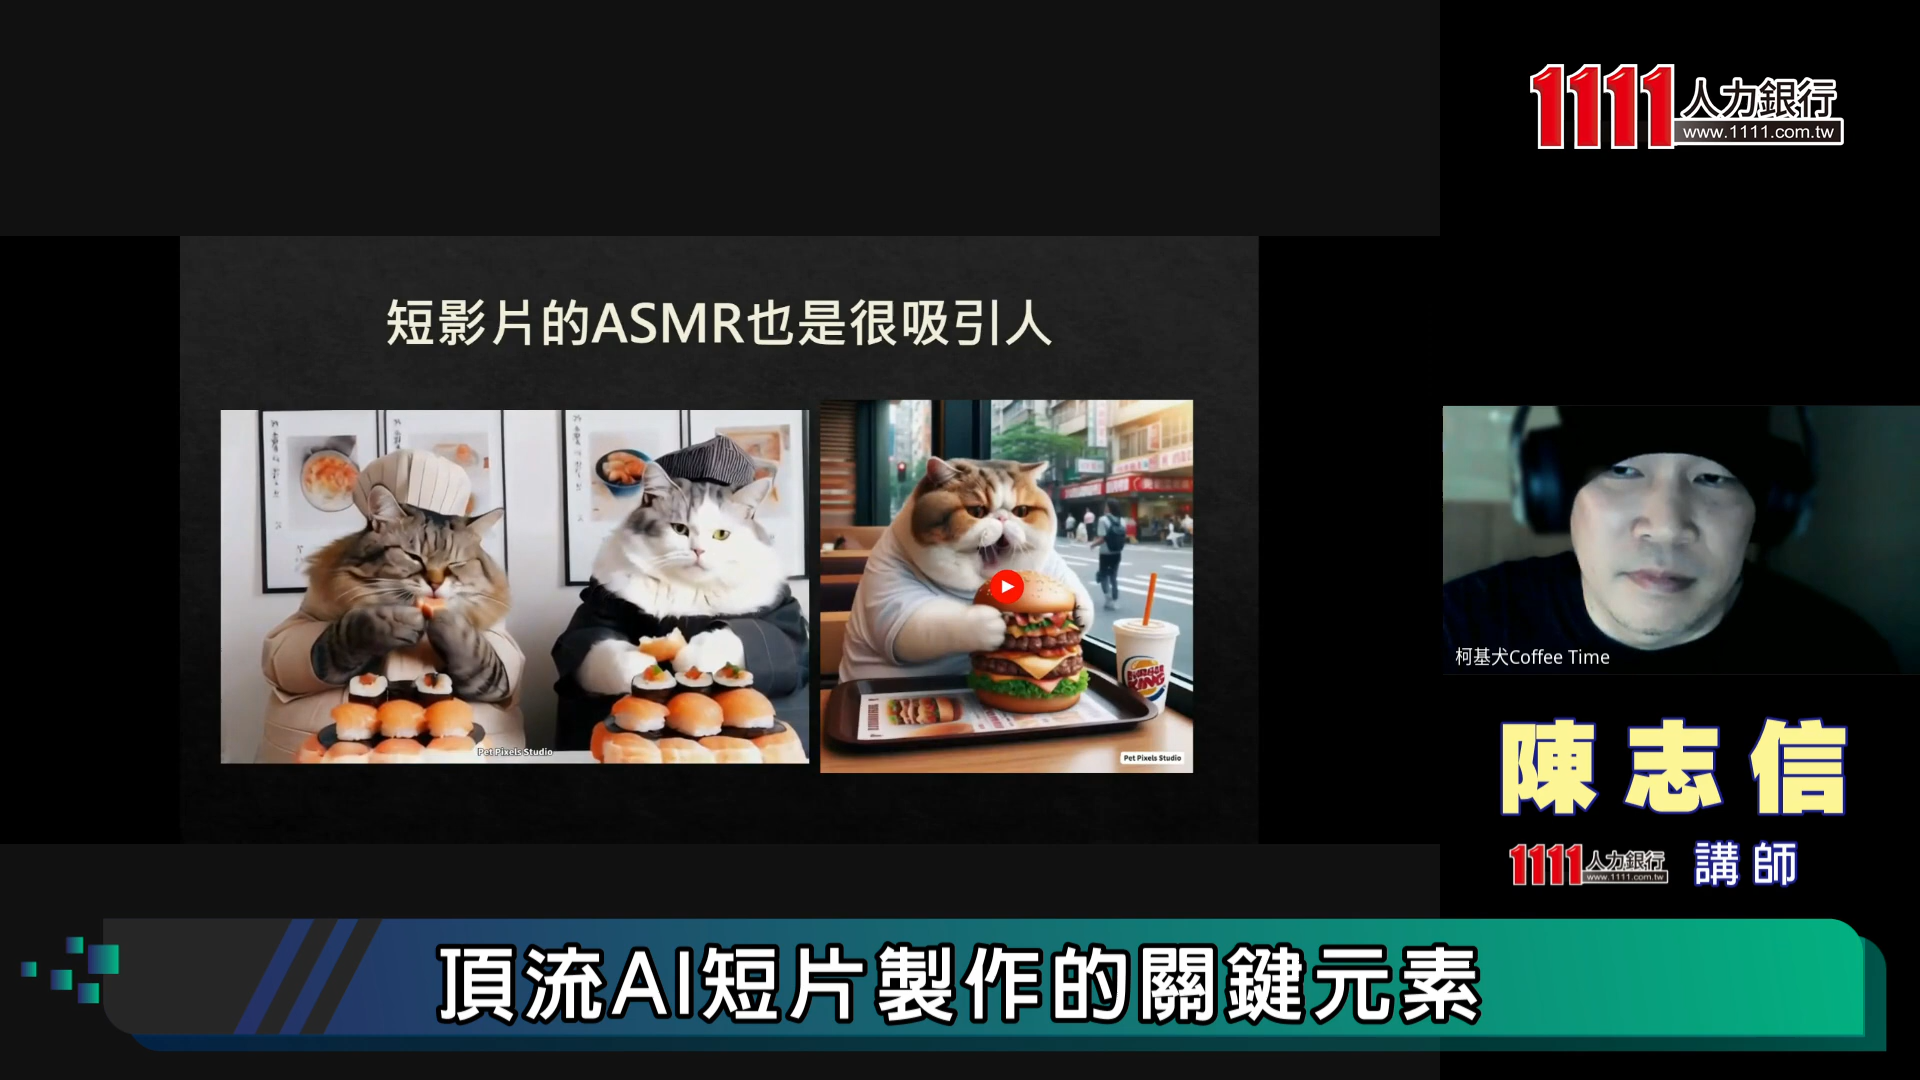 1111人力銀行
www.1111.com.tw
短影片的ASMR也是很吸引人
Pet Pixels Studio
BURGER KING
Pet Pixels Studio
柯基犬Coffee Time
陳志信
1111人力銀行
www.1111.com.tw
講師
頂流AI短片製作的關鍵元素